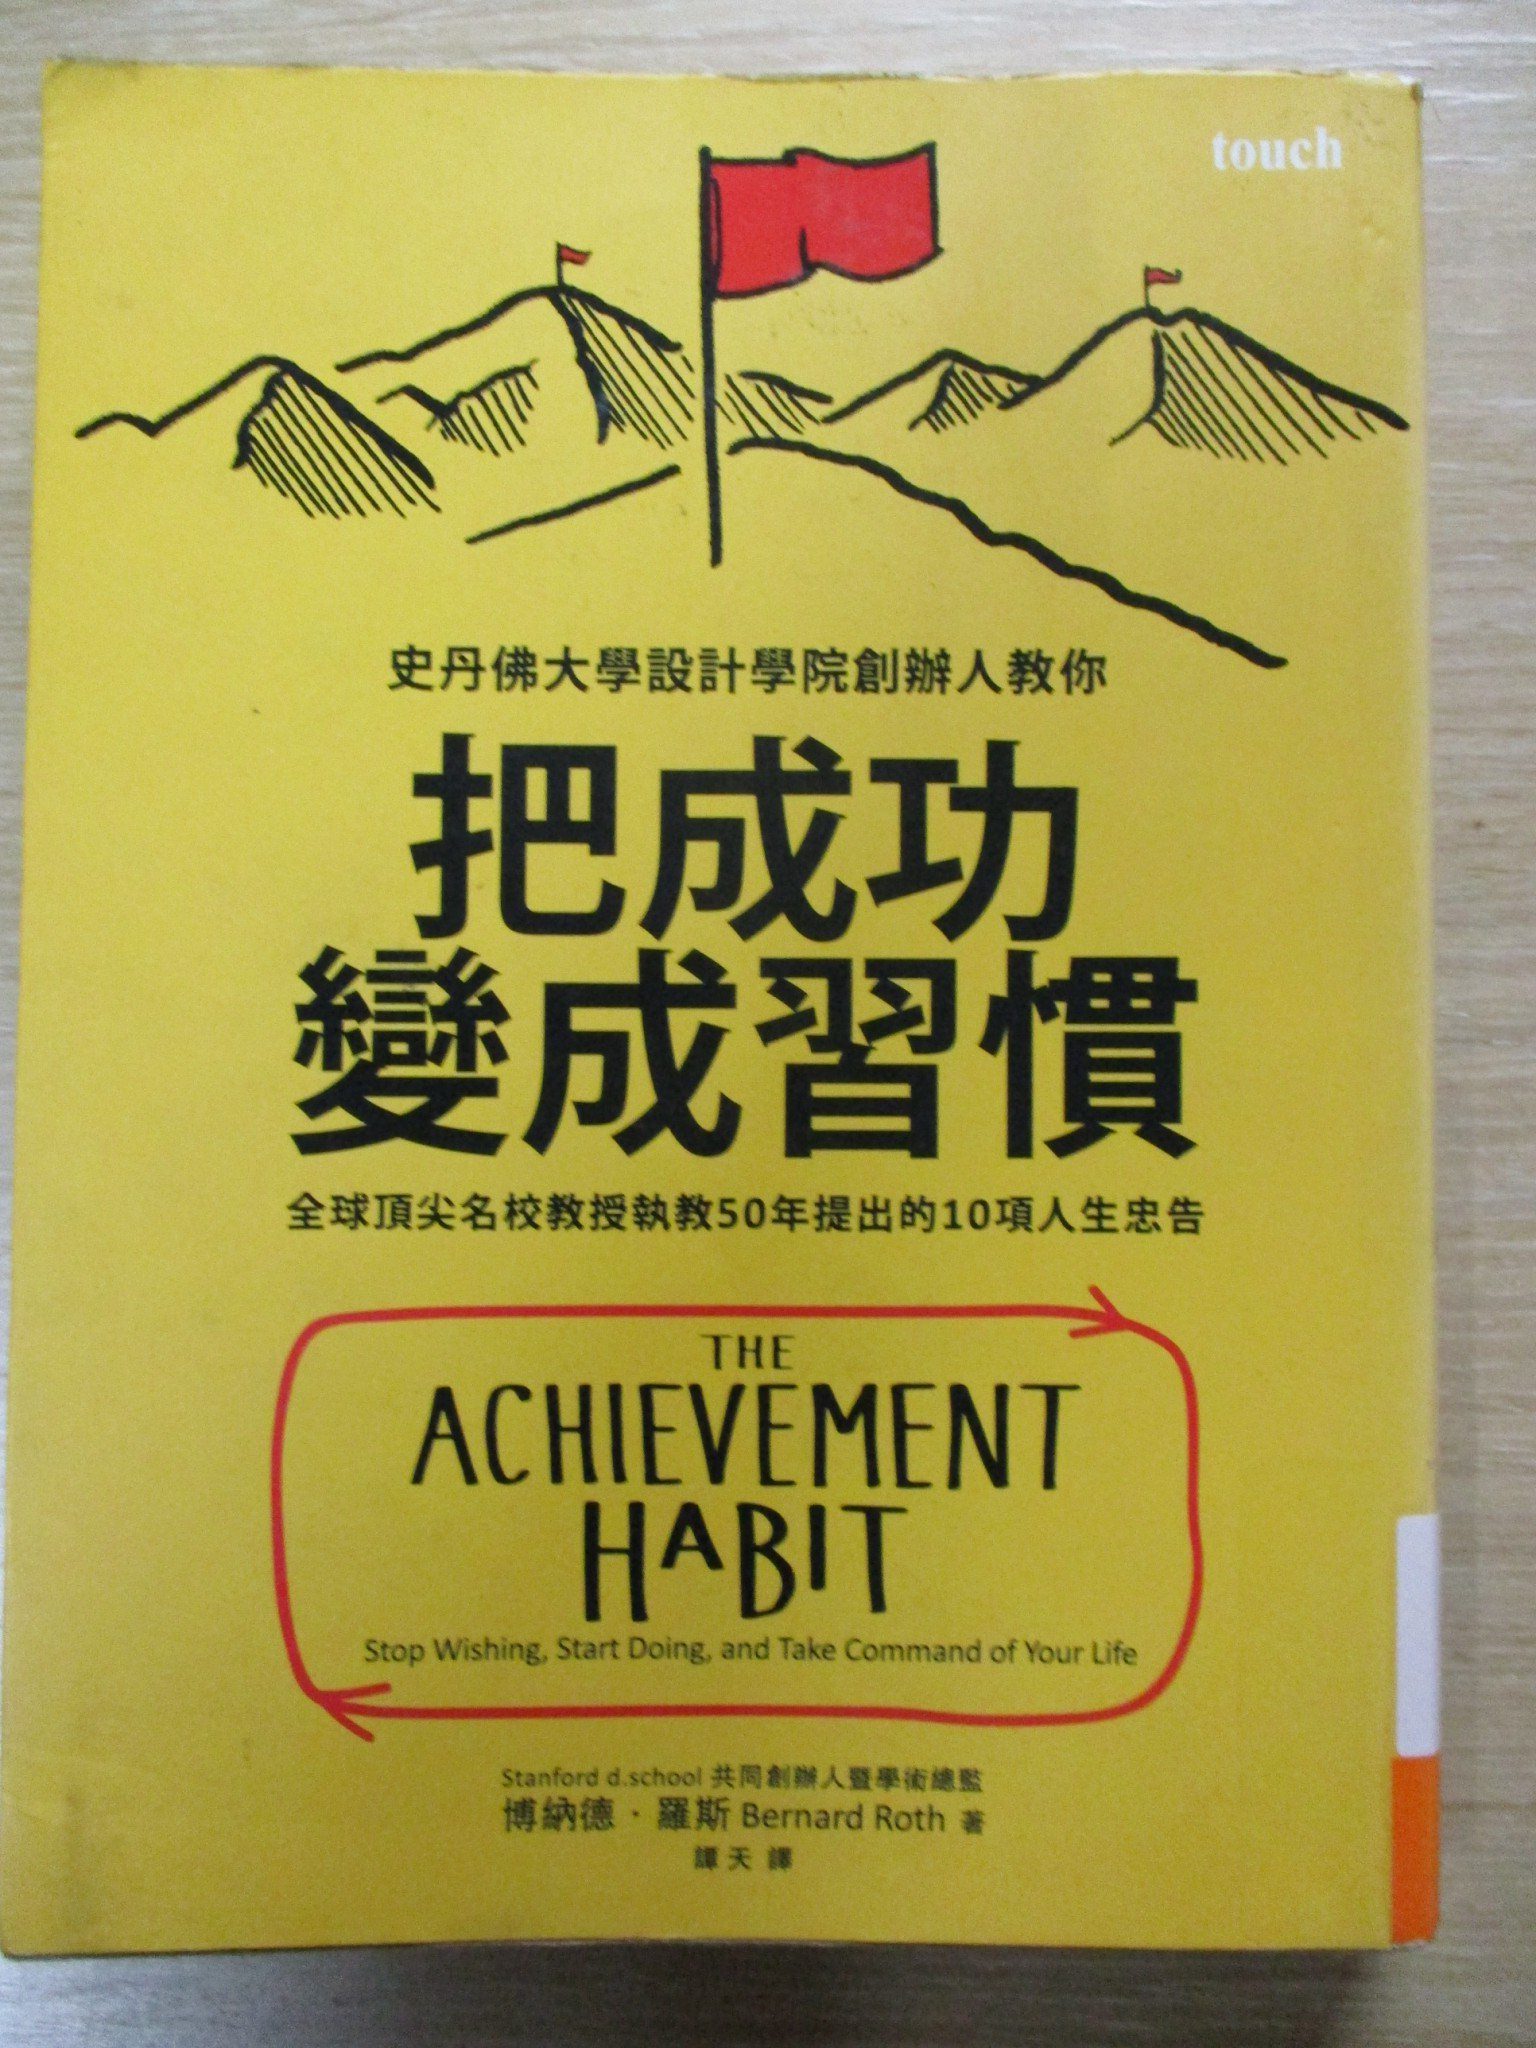 touch
史丹佛大學設計學院創辦人教你
把成功
變成習慣
全球頂尖名校教授執教50年提出的10項人生忠告
THE
ACHIEVEMENT
HABIT
Stop Wishing, Start Doing, and Take Command of Your Life
Stanford d.school 共同創辦人暨學術總監
博納德．羅斯 Bernard Roth 著
譚天 譯